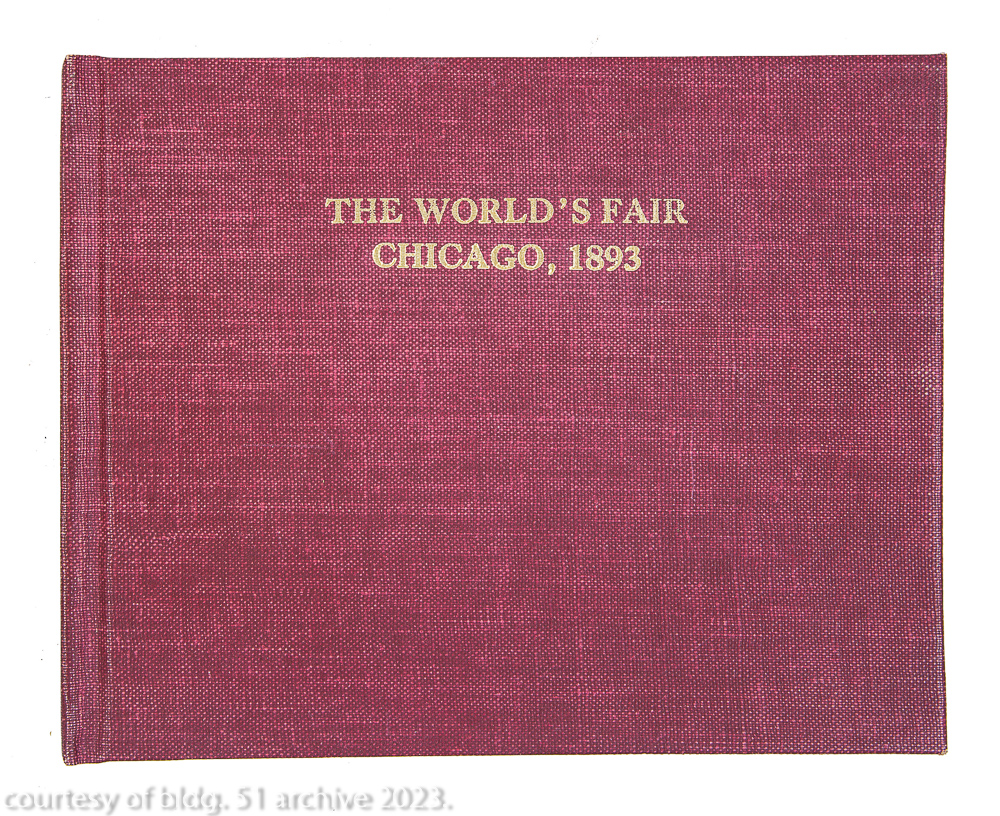 THE WORLD'S FAIR
CHICAGO, 1893
courtesy of bldg. 51 archive 2023.